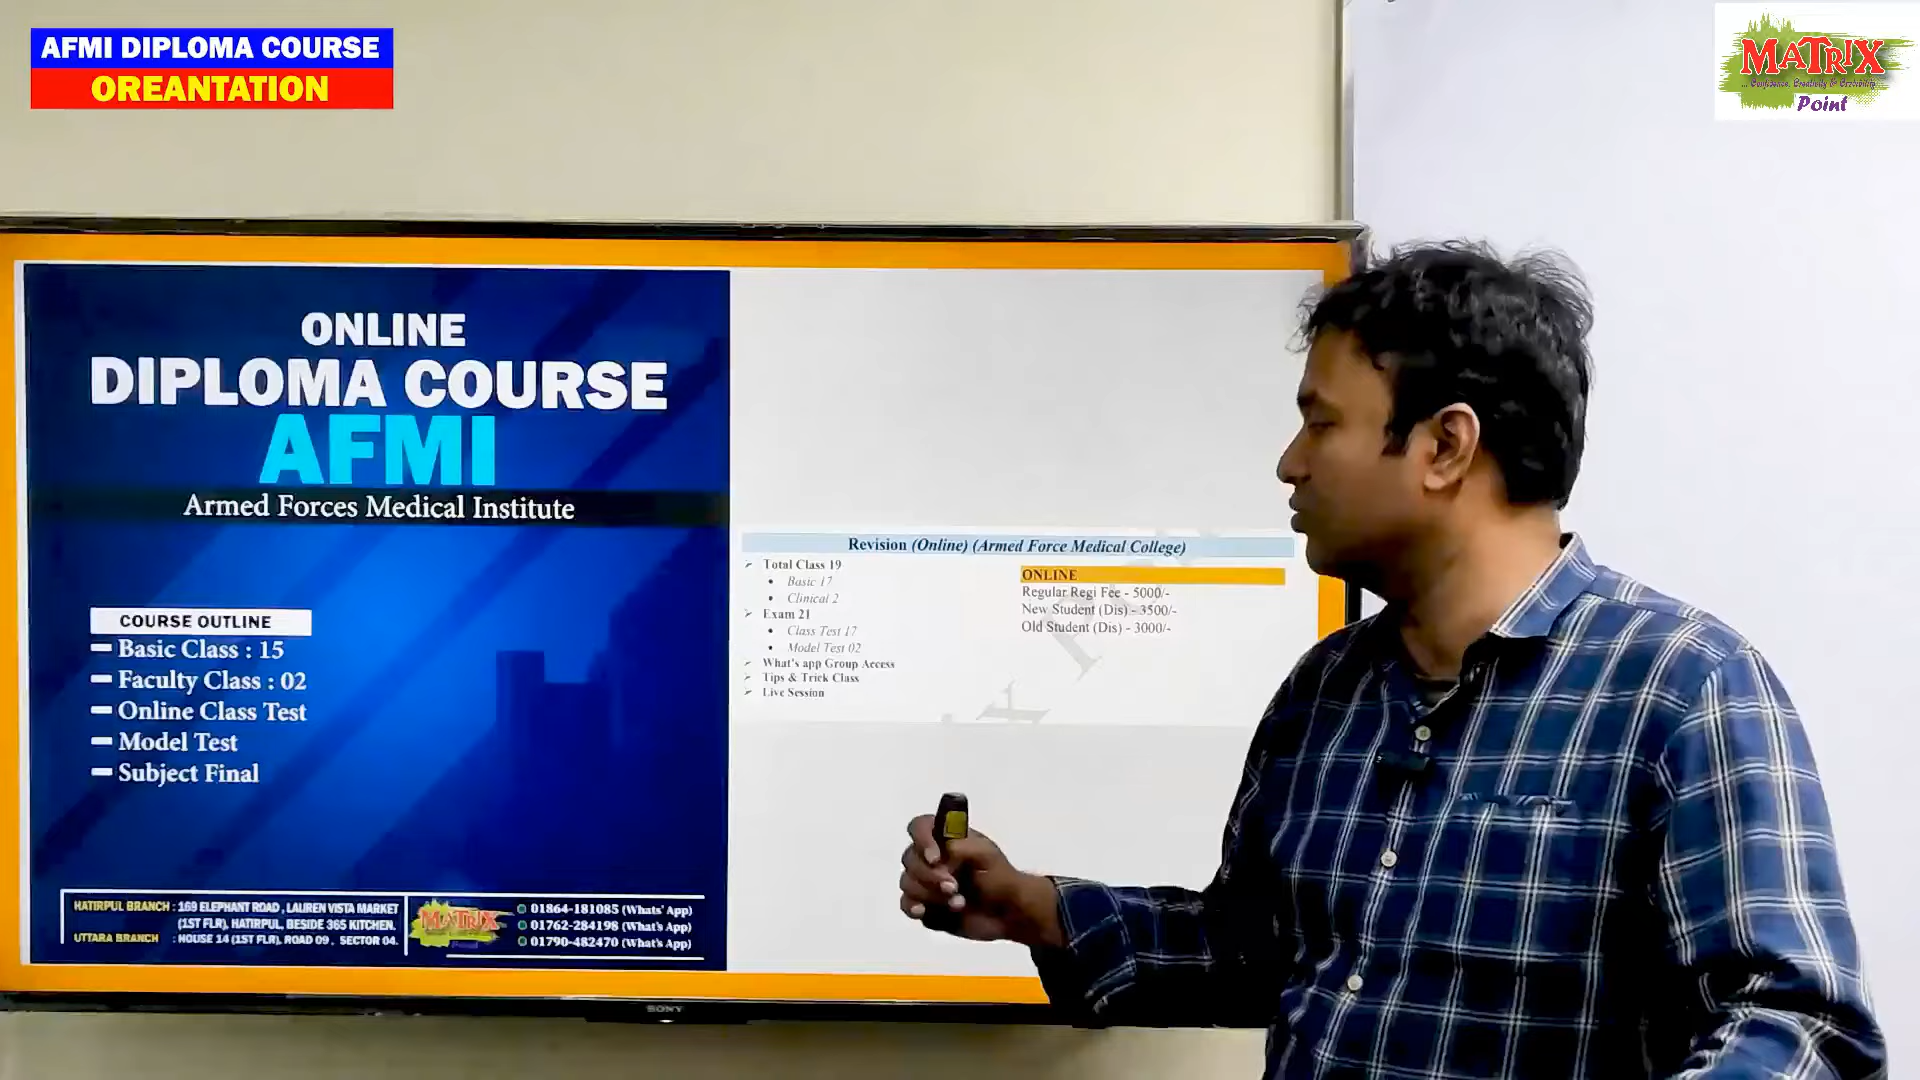 AFMI DIPLOMA COURSE
OREANTATION
MATRIX
... Confidence, Creativity & Credibility
Point
ONLINE
DIPLOMA COURSE
AFMI
Armed Forces Medical Institute
COURSE OUTLINE
Basic Class : 15
Faculty Class : 02
Online Class Test
Model Test
Subject Final
HATIRPUL BRANCH : 169 ELEPHANT ROAD, LAUREN VISTA MARKET
(1ST FLR), HATIRPUL, BESIDE 365 KITCHEN.
UTTARA BRANCH : HOUSE 14 (1ST FLR), ROAD 09, SECTOR 04.
MATRIX
Point
01864-181085 (Whats' App)
01762-284198 (What's App)
01790-482470 (What's App)
Revision (Online) (Armed Force Medical College)
Total Class 19
Basic 17
Clinical 2
Exam 21
Class Test 17
Model Test 02
What's app Group Access
Tips & Trick Class
Live Session
ONLINE
Regular Regi Fee - 5000/-
New Student (Dis) - 3500/-
Old Student (Dis) - 3000/-
SONY